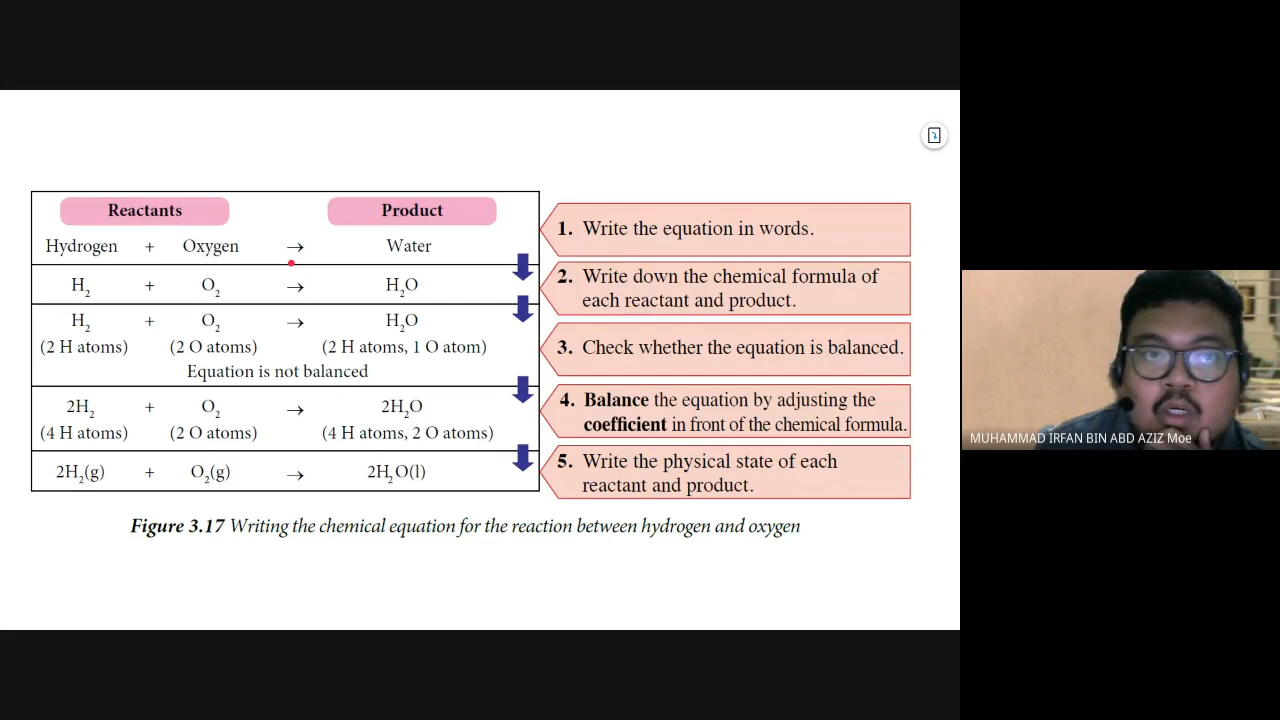 Reactants Product
Hydrogen + Oxygen → Water
H₂ + O₂ → H₂O
H₂ + O₂ → H₂O
(2 H atoms) (2 O atoms) (2 H atoms, 1 O atom)
Equation is not balanced
2H₂ + O₂ → 2H₂O
(4 H atoms) (2 O atoms) (4 H atoms, 2 O atoms)
2H₂(g) + O₂(g) → 2H₂O(l)
1. Write the equation in words.
2. Write down the chemical formula of
each reactant and product.
3. Check whether the equation is balanced.
4. Balance the equation by adjusting the
coefficient in front of the chemical formula.
5. Write the physical state of each
reactant and product.
Figure 3.17 Writing the chemical equation for the reaction between hydrogen and oxygen
MUHAMMAD IRFAN BIN ABD AZIZ Moe